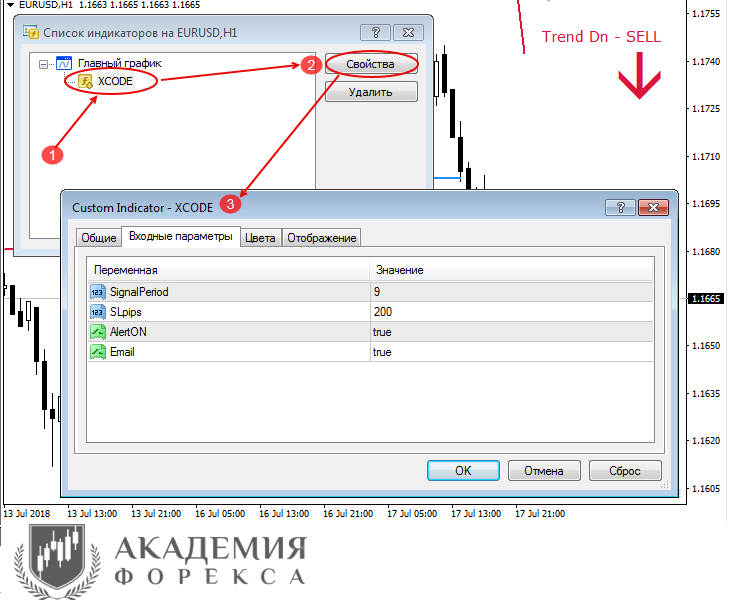 EURUSD,H1 1.1663 1.1665 1.1663 1.1665
Список индикаторов на EURUSD,H1
?
Главный график
XCODE
1
2
Свойства
Удалить
Trend Dn - SELL
Custom Indicator - XCODE
3
?
Общие
Входные параметры
Цвета
Отображение
Переменная Значение
SignalPeriod 9
SLpips 200
AlertON true
Email true
OK
Отмена
Сброс
1.1755
1.1740
1.1725
1.1710
1.1695
1.1680
1.1665
1.1650
1.1635
1.1620
1.1605
13 Jul 2018
13 Jul 13:00
13 Jul 21:00
16 Jul 05:00
16 Jul 13:00
16 Jul 21:00
17 Jul 05:00
17 Jul 13:00
17 Jul 21:00
АКАДЕМИЯ
ФОРЕКСА